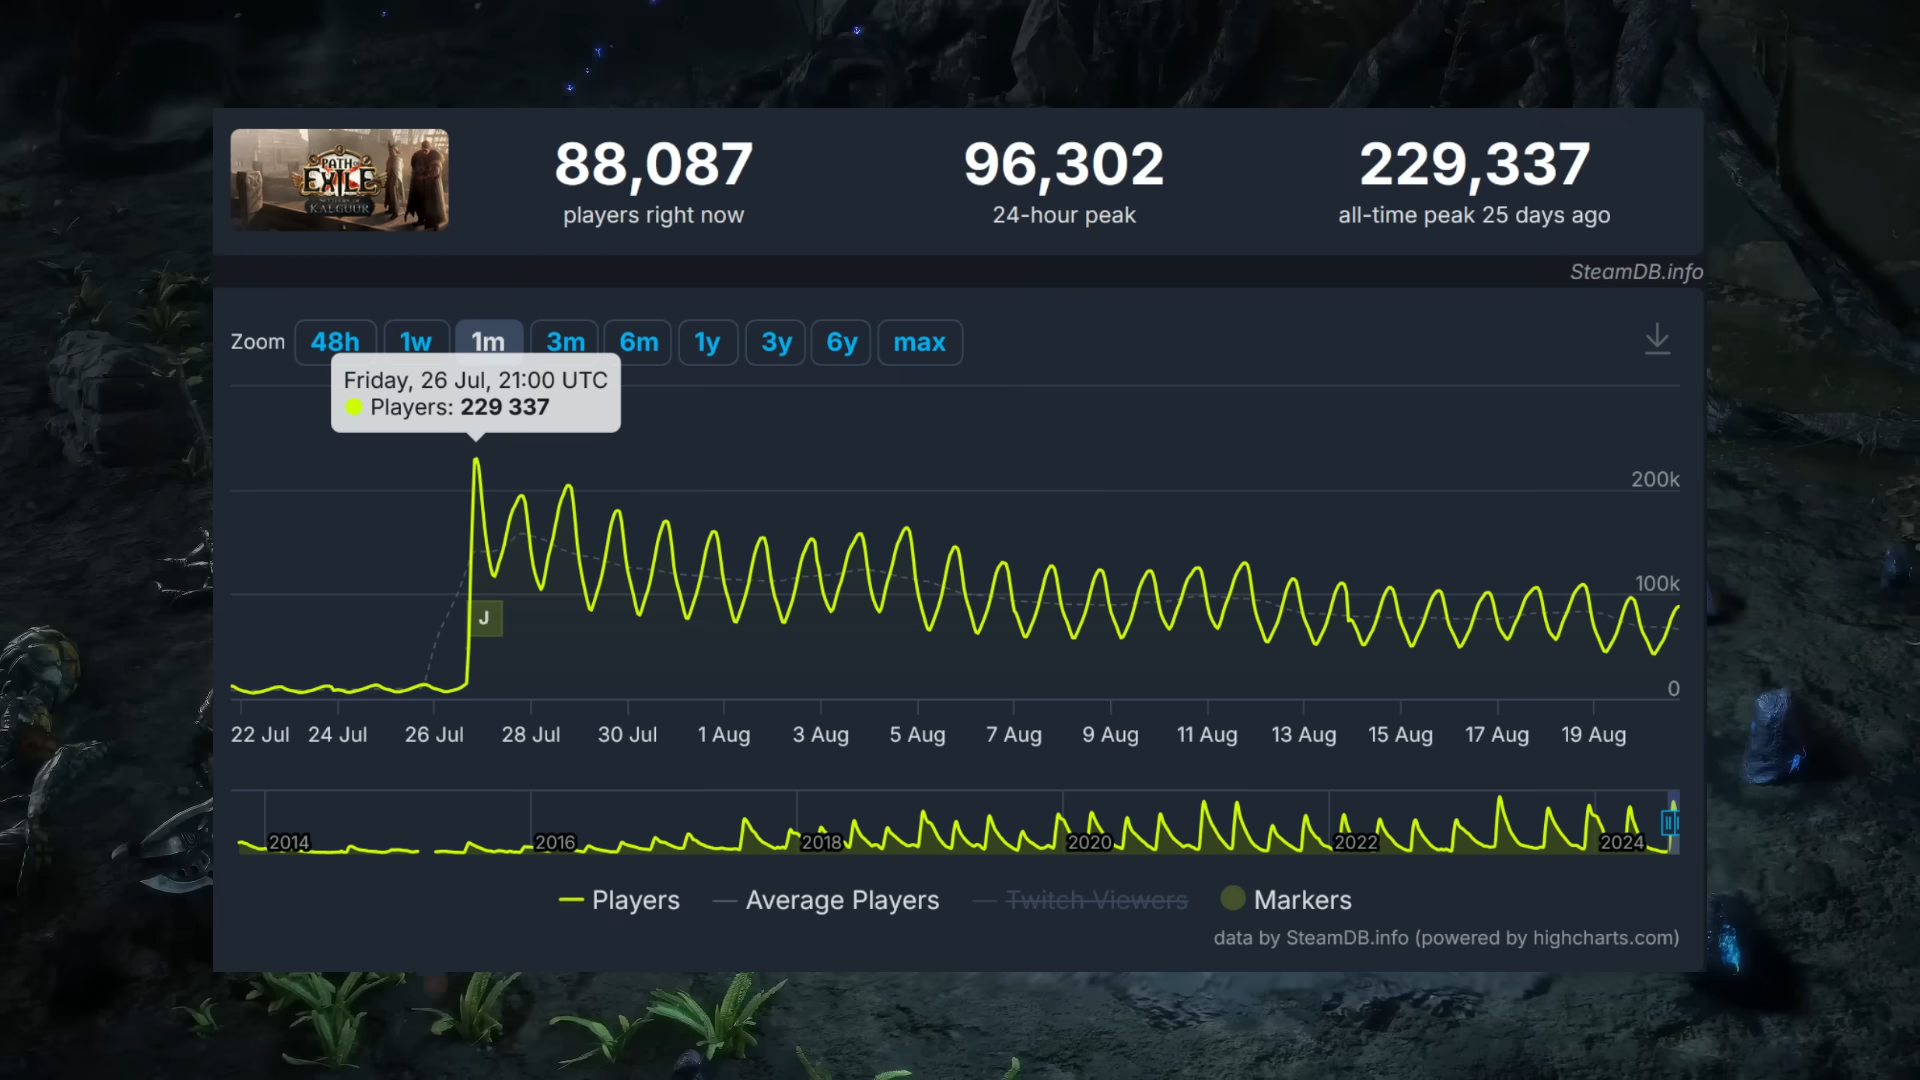 PATH OF
EXILE
SETTLERS OF
KALGUUR
88,087
players right now
96,302
24-hour peak
229,337
all-time peak 25 days ago
SteamDB.info
Zoom 48h 1w 1m 3m 6m 1y 3y 6y max
Friday, 26 Jul, 21:00 UTC
Players: 229 337
200k
J
100k
0
22 Jul 24 Jul 26 Jul 28 Jul 30 Jul 1 Aug 3 Aug 5 Aug 7 Aug 9 Aug 11 Aug 13 Aug 15 Aug 17 Aug 19 Aug
2014 2016 2018 2020 2022 2024
Players Average Players Twitch Viewers Markers
data by SteamDB.info (powered by highcharts.com)